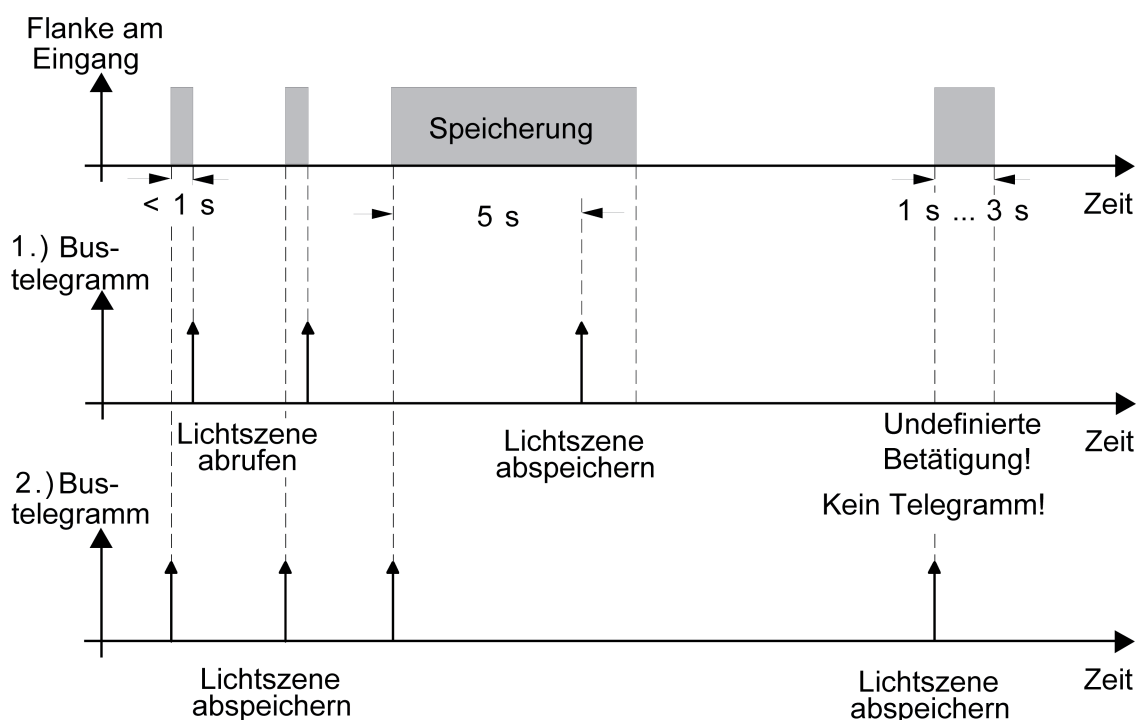 Flanke am
Eingang
Speicherung
< 1 s
5 s
1 s ... 3 s
Zeit
1.) Bus-
telegramm
Lichtszene
abrufen
Lichtszene
abspeichern
Undefinierte
Betätigung!
Kein Telegramm!
Zeit
2.) Bus-
telegramm
Lichtszene
abspeichern
Lichtszene
abspeichern
Zeit